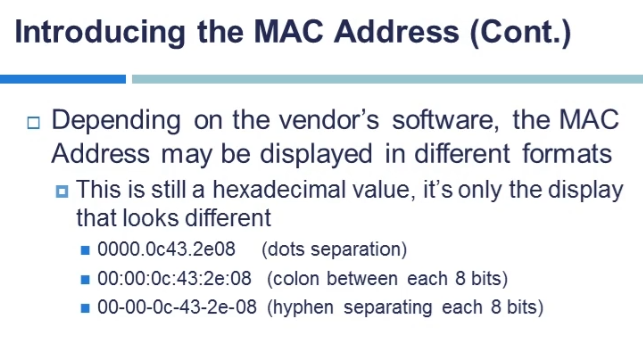 Introducing the MAC Address (Cont.)
Depending on the vendor's software, the MAC
Address may be displayed in different formats
This is still a hexadecimal value, it's only the display
that looks different
0000.0c43.2e08 (dots separation)
00:00:0c:43:2e:08 (colon between each 8 bits)
00-00-0c-43-2e-08 (hyphen separating each 8 bits)